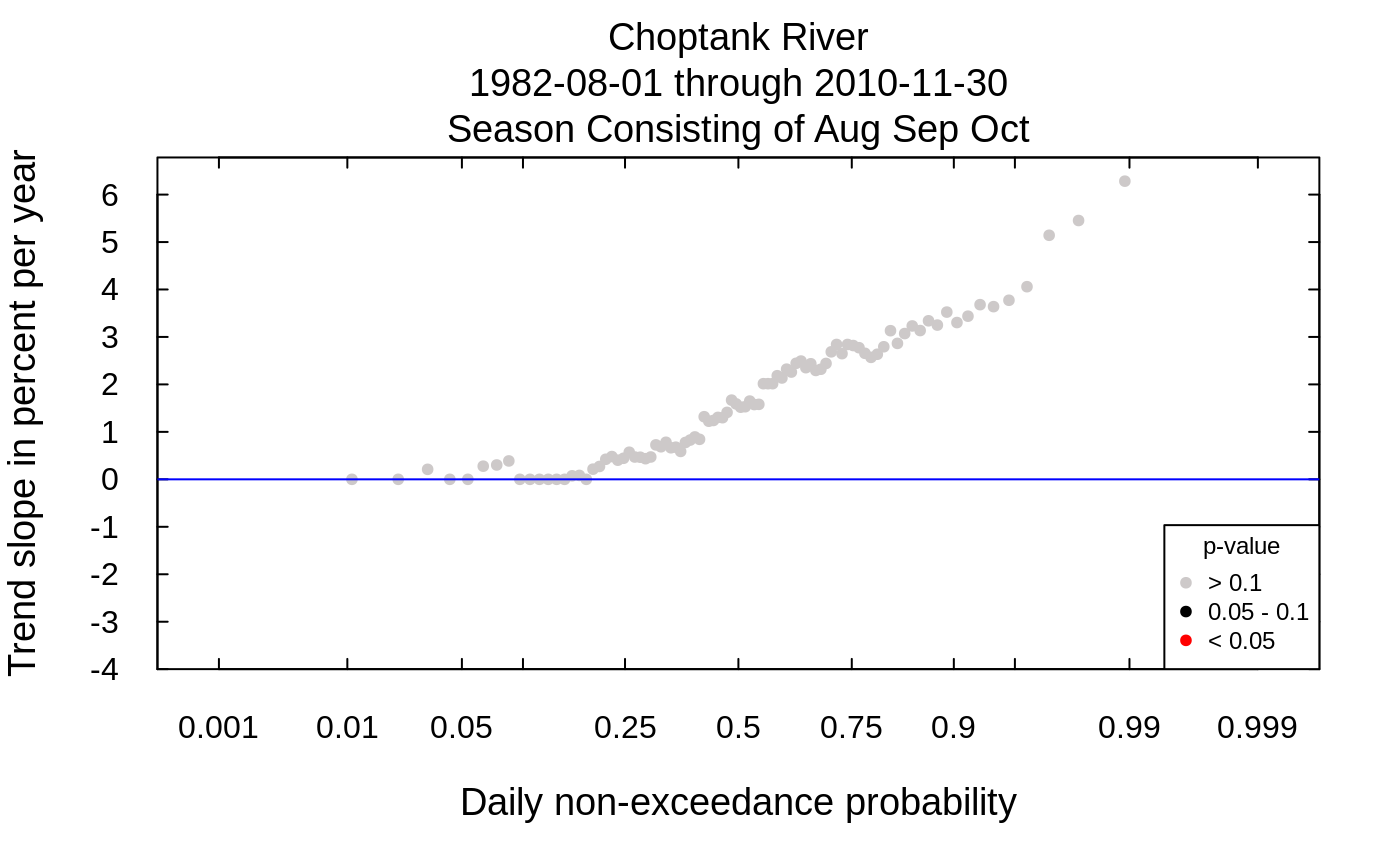 Choptank River
1982-08-01 through 2010-11-30
Season Consisting of Aug Sep Oct
Trend slope in percent per year
6
5
4
3
2
1
0
-1
-2
-3
-4
p-value
> 0.1
0.05 - 0.1
< 0.05
0.001 0.01 0.05 0.25 0.5 0.75 0.9 0.99 0.999
Daily non-exceedance probability